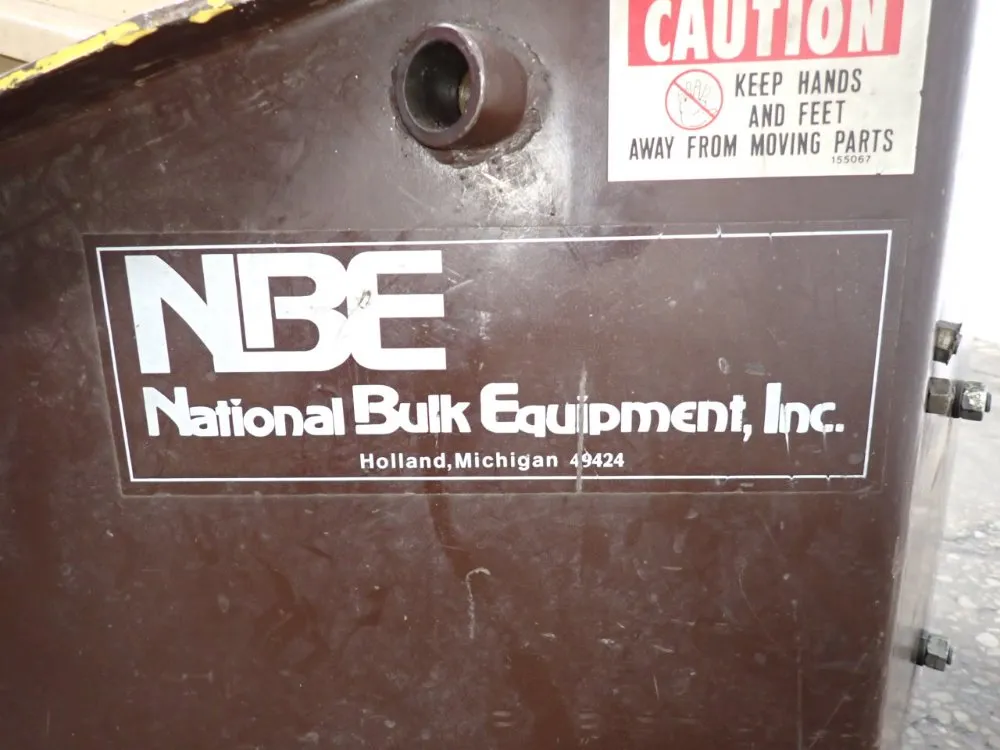 CAUTION
KEEP HANDS
AND FEET
AWAY FROM MOVING PARTS
155067
NBE
National Bulk Equipment, Inc.
Holland, Michigan 49424